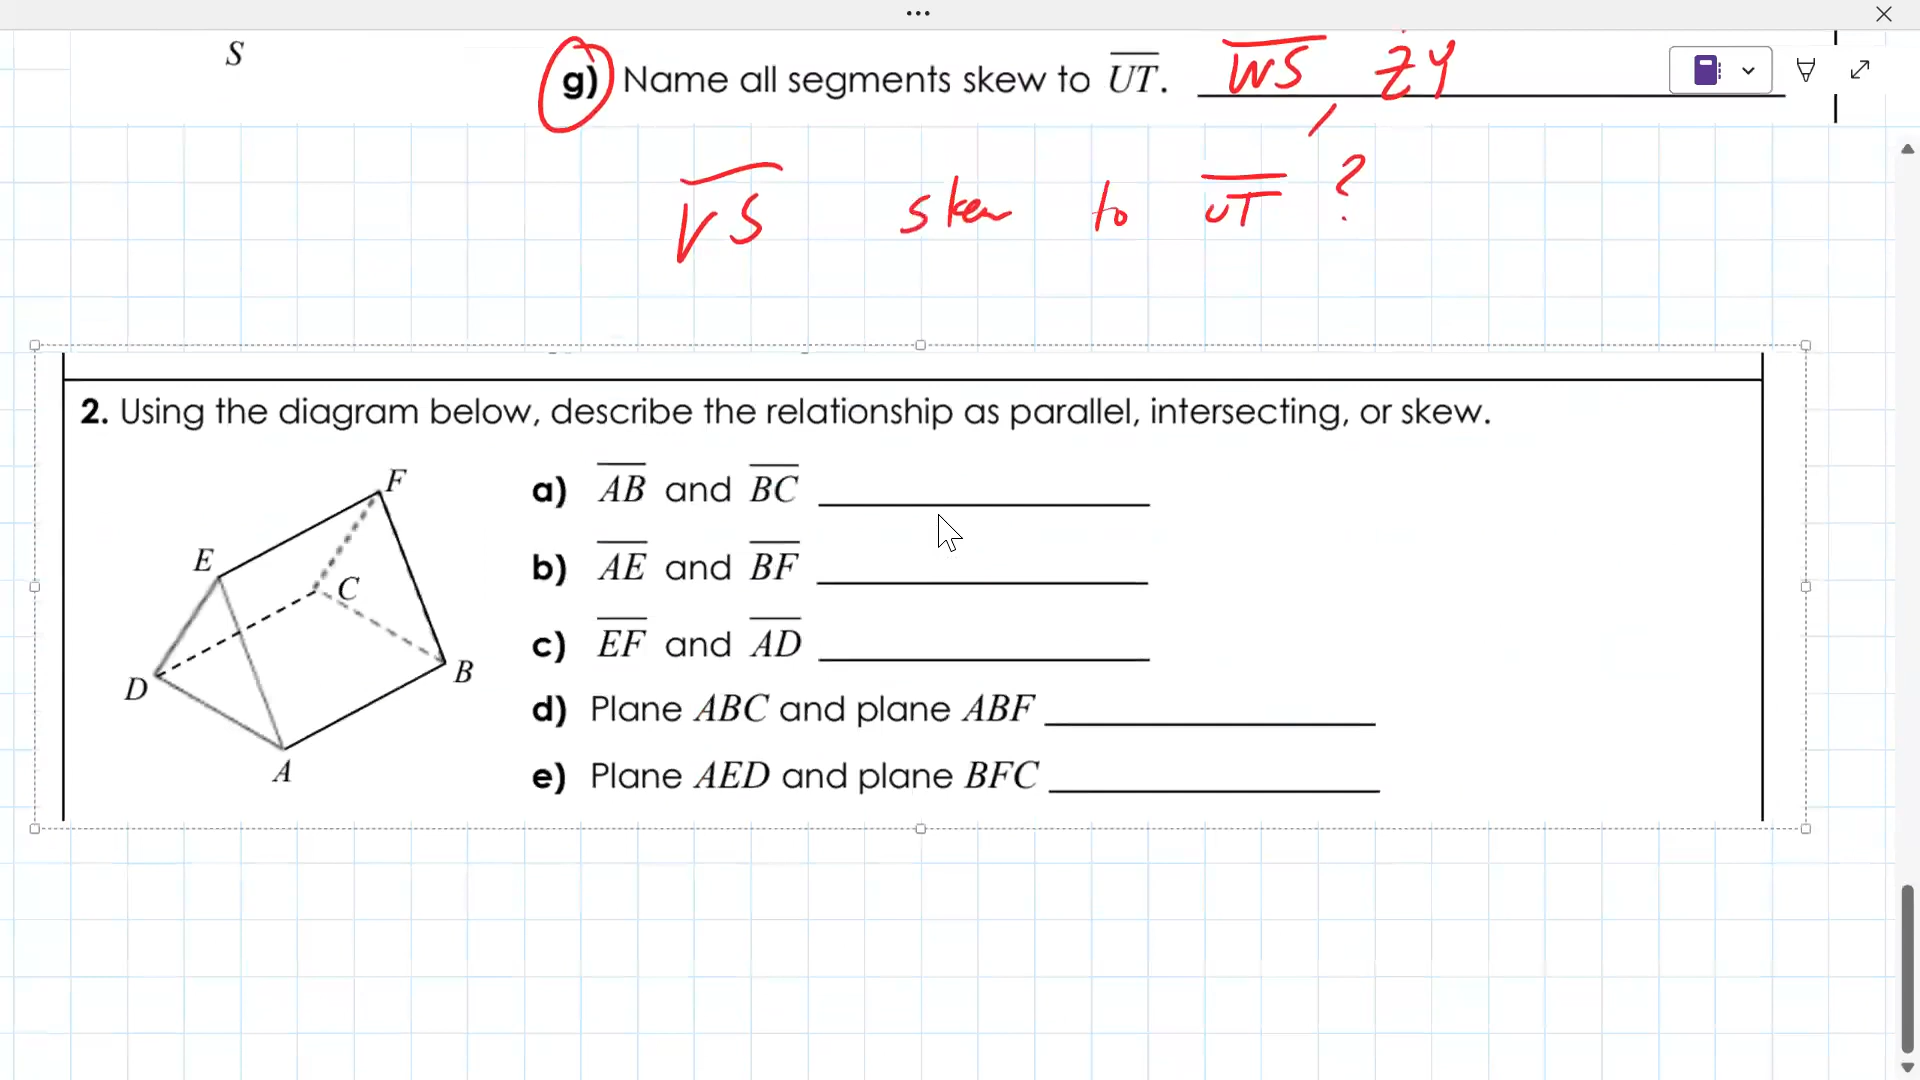 S
g) Name all segments skew to UT. WS, ZY
VS skew to UT ?
2. Using the diagram below, describe the relationship as parallel, intersecting, or skew.
F
E
C
D
B
A
a) AB and BC
b) AE and BF
c) EF and AD
d) Plane ABC and plane ABF
e) Plane AED and plane BFC